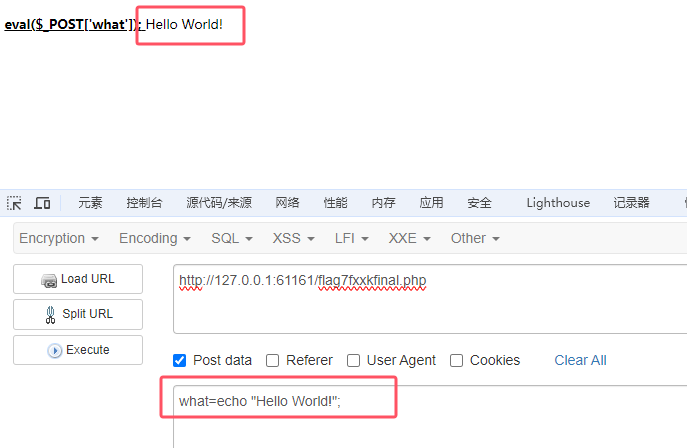 eval($_POST['what']); Hello World!
元素 控制台 源代码/来源 网络 性能 内存 应用 安全 Lighthouse 记录器
Encryption Encoding SQL XSS LFI XXE Other
Load URL
http://127.0.0.1:61161/flag7fxxkfinal.php
Split URL
Execute
Post data Referer User Agent Cookies Clear All
what=echo "Hello World!";